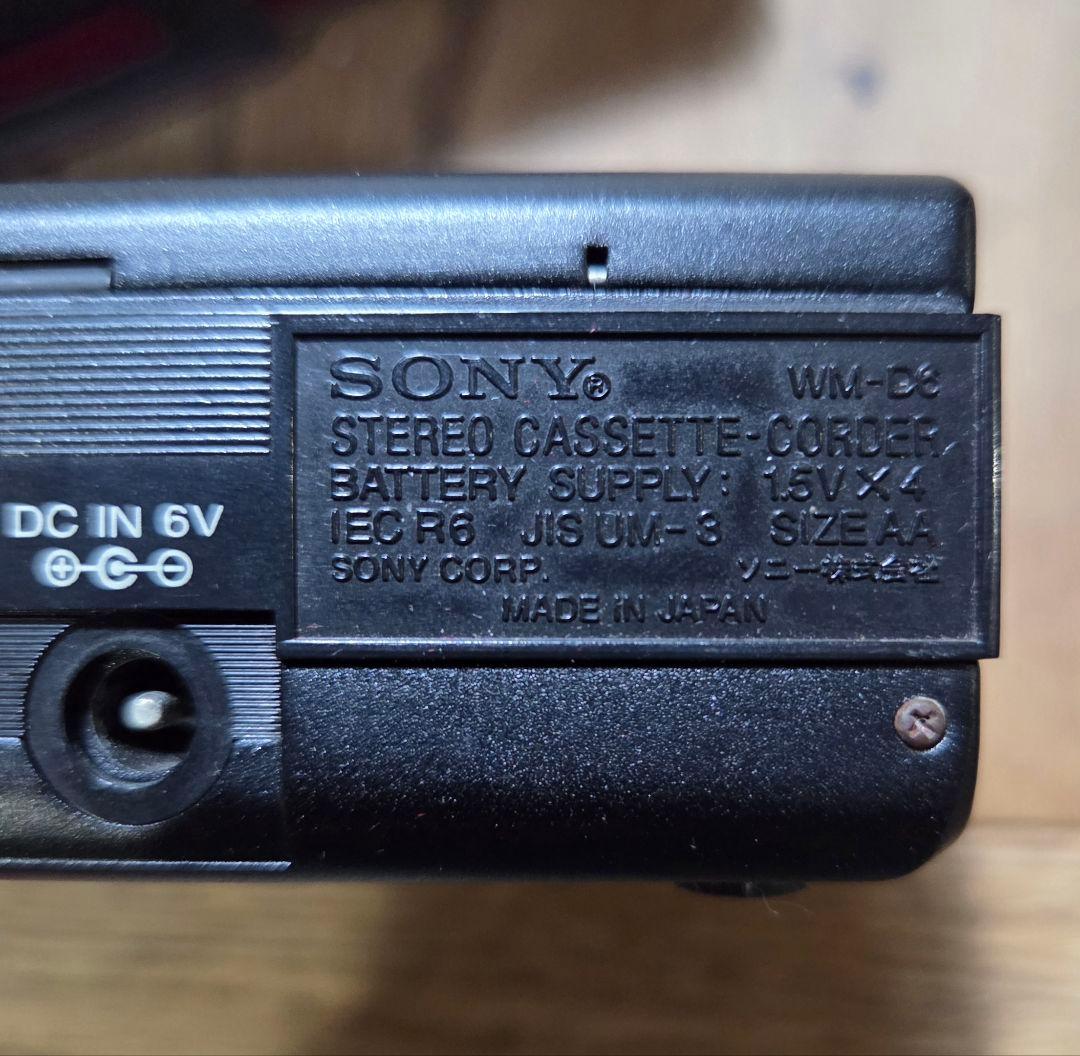 DC IN 6V
SONY® WM-D6
STEREO CASSETTE-CORDER
BATTERY SUPPLY: 1.5V×4
IEC R6 JIS UM-3 SIZE AA
SONY CORP. ソニー株式会社
MADE IN JAPAN